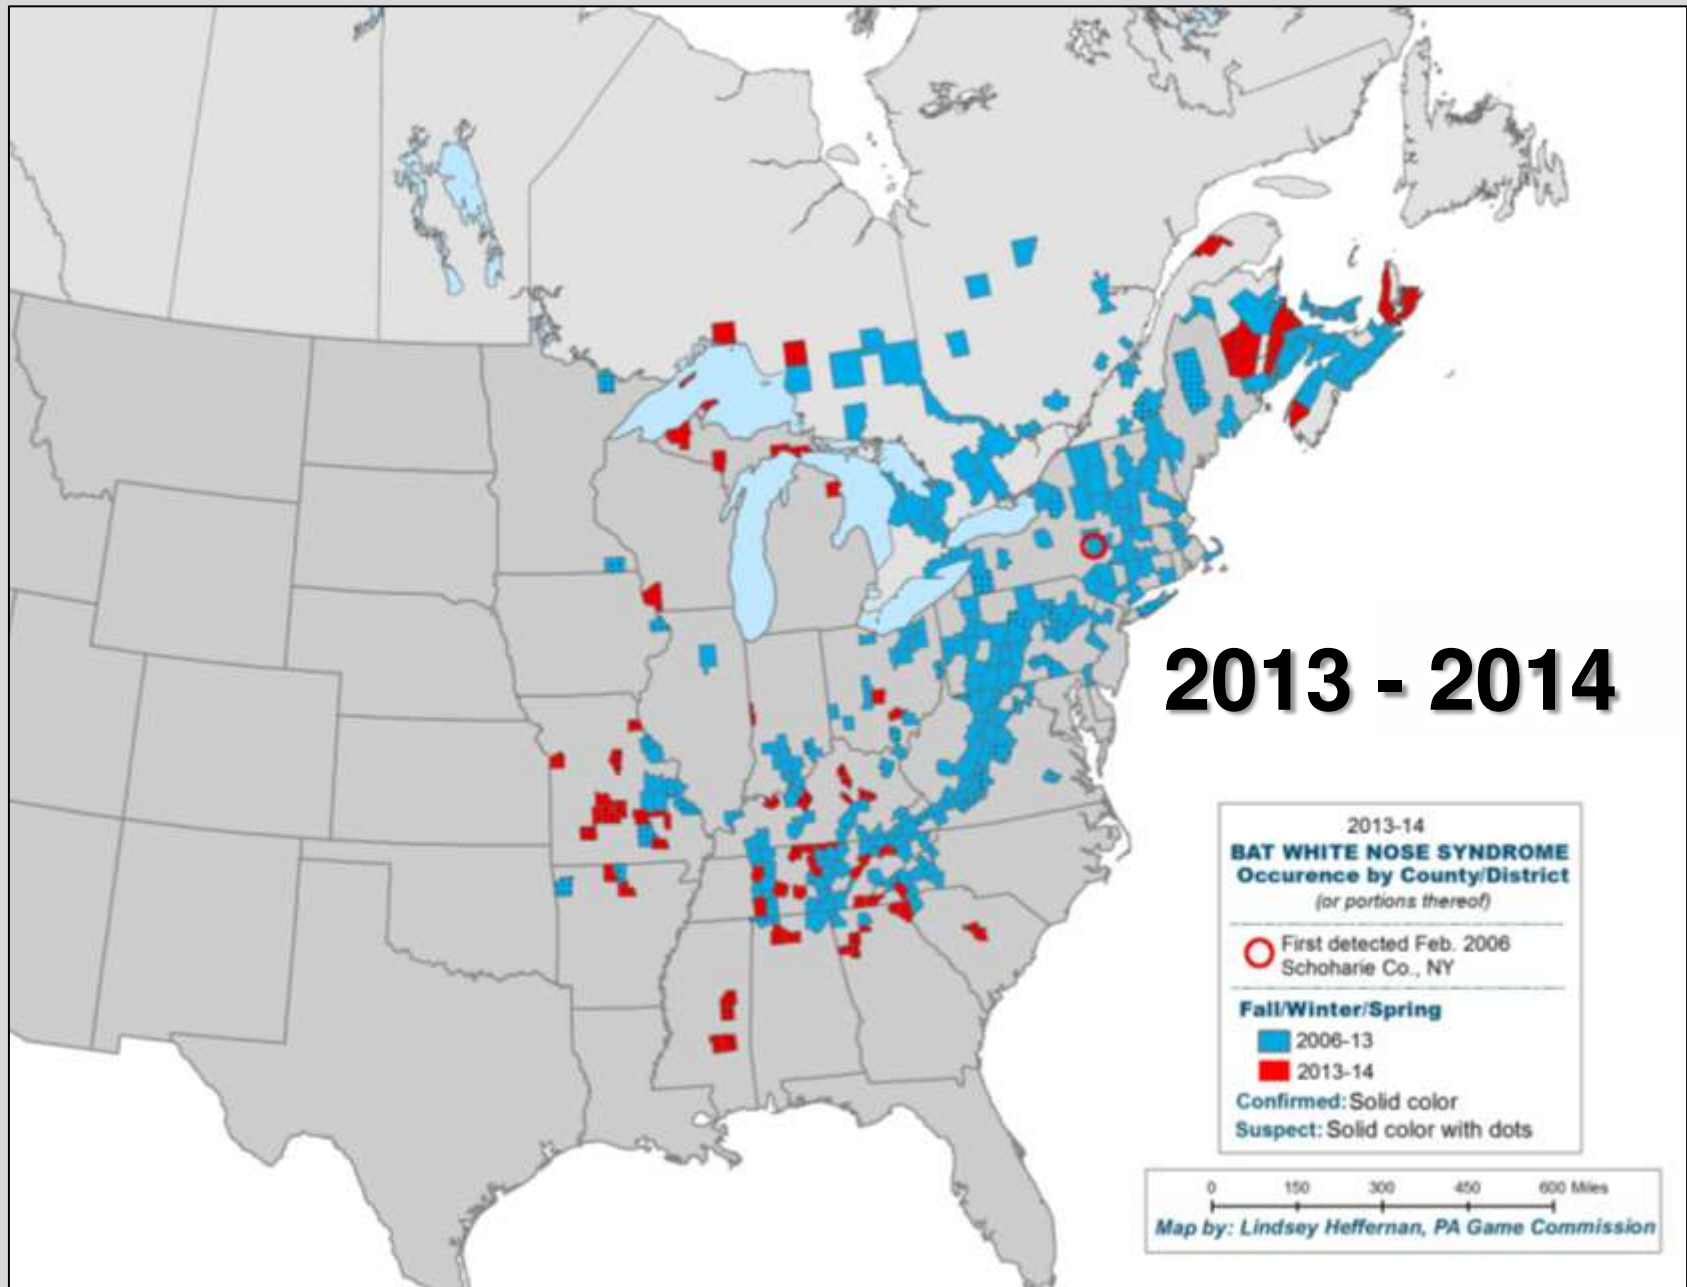 2013 - 2014
2013-14
BAT WHITE NOSE SYNDROME
Occurence by County/District
(or portions thereof)
First detected Feb. 2006
Schoharie Co., NY
Fall/Winter/Spring
2006-13
2013-14
Confirmed: Solid color
Suspect: Solid color with dots
0 150 300 450 600 Miles
Map by: Lindsey Heffernan, PA Game Commission